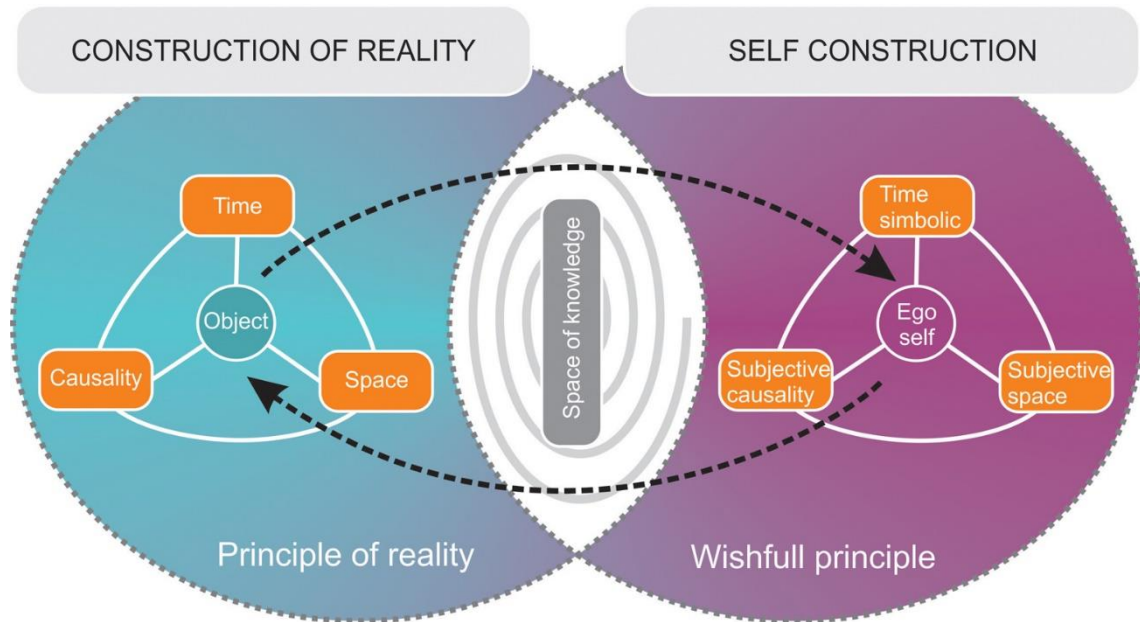 CONSTRUCTION OF REALITY
SELF CONSTRUCTION
Time
Object
Causality
Space
Principle of reality
Space of knowledge
Time
simbolic
Ego
self
Subjective
causality
Subjective
space
Wishfull principle